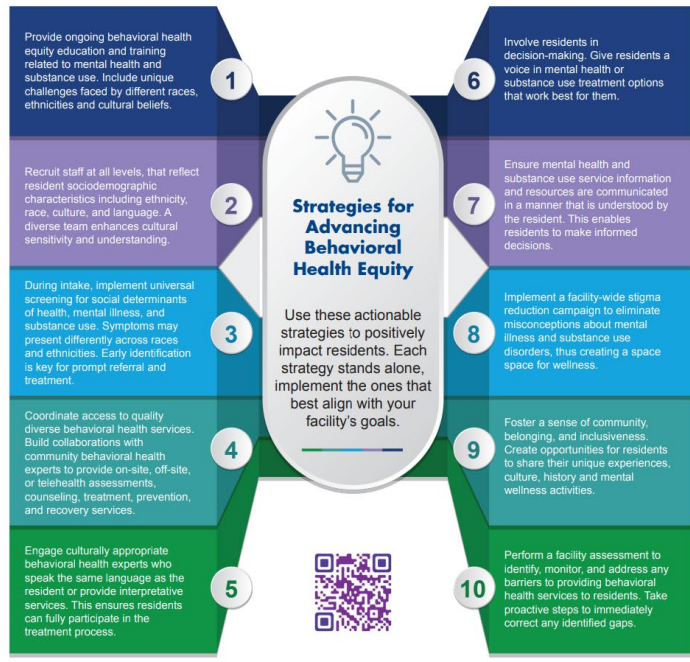 Provide ongoing behavioral health
equity education and training
related to mental health and
substance use. Include unique
challenges faced by different races,
ethnicities and cultural beliefs.
1
Recruit staff at all levels, that reflect
resident sociodemographic
characteristics including ethnicity,
race, culture, and language. A
diverse team enhances cultural
sensitivity and understanding.
2
During intake, implement universal
screening for social determinants
of health, mental illness, and
substance use. Symptoms may
present differently across races
and ethnicities. Early identification
is key for prompt referral and
treatment.
3
Coordinate access to quality
diverse behavioral health services.
Build collaborations with
community behavioral health
experts to provide on-site, off-site,
or telehealth assessments,
counseling, treatment, prevention,
and recovery services.
4
Engage culturally appropriate
behavioral health experts who
speak the same language as the
resident or provide interpretative
services. This ensures residents
can fully participate in the
treatment process.
5
Strategies for
Advancing
Behavioral
Health Equity
Use these actionable
strategies to positively
impact residents. Each
strategy stands alone,
implement the ones that
best align with your
facility's goals.
6
Involve residents in
decision-making. Give residents a
voice in mental health or
substance use treatment options
that work best for them.
7
Ensure mental health and
substance use service information
and resources are communicated
in a manner that is understood by
the resident. This enables
residents to make informed
decisions.
8
Implement a facility-wide stigma
reduction campaign to eliminate
misconceptions about mental
illness and substance use
disorders, thus creating a space
space for wellness.
9
Foster a sense of community,
belonging, and inclusiveness.
Create opportunities for residents
to share their unique experiences,
culture, history and mental
wellness activities.
10
Perform a facility assessment to
identify, monitor, and address any
barriers to providing behavioral
health services to residents. Take
proactive steps to immediately
correct any identified gaps.